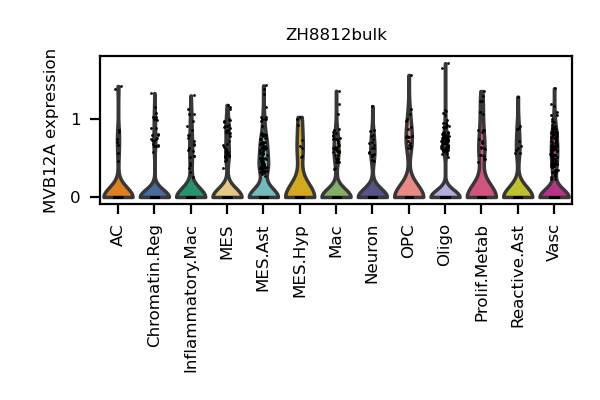 ZH8812bulk
MVB12A expression
1
0
AC
Chromatin.Reg
Inflammatory.Mac
MES
MES.Ast
MES.Hyp
Mac
Neuron
OPC
Oligo
Prolif.Metab
Reactive.Ast
Vasc